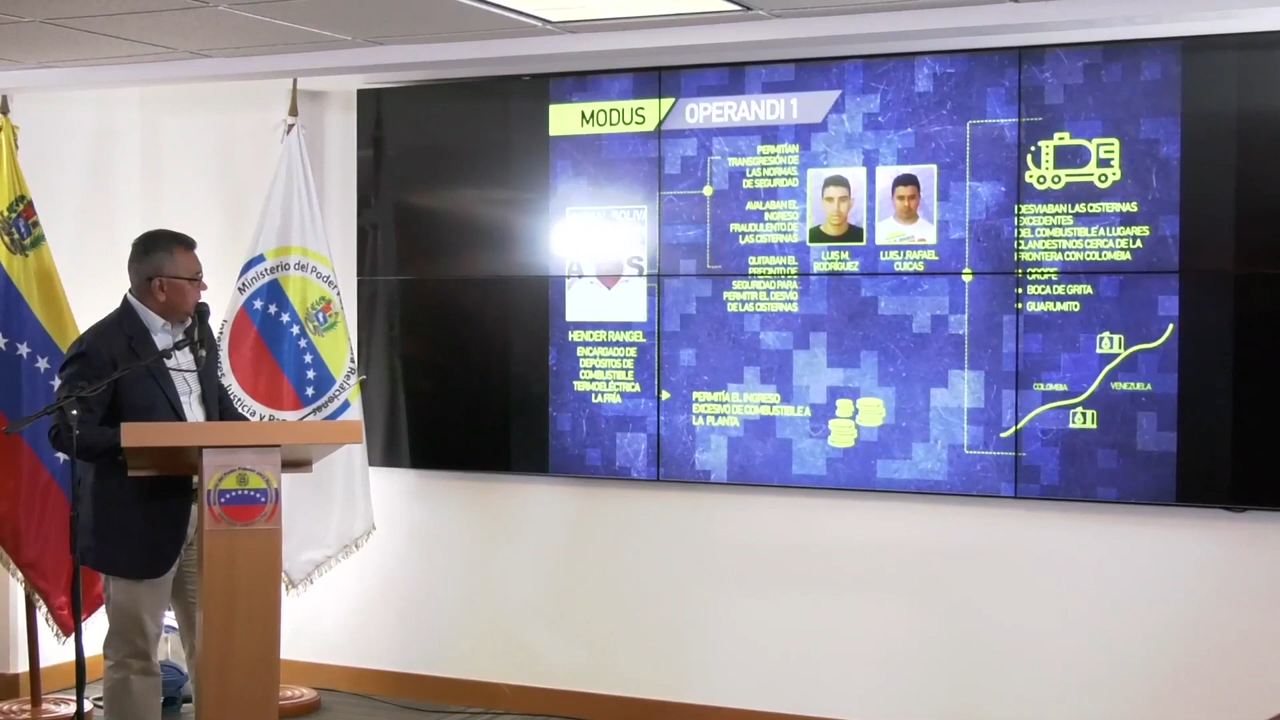 MODUS OPERANDI 1
PERMITÍAN
TRANSGRESIÓN DE
LAS NORMAS
DE SEGURIDAD
AVALABAN EL
INGRESO
FRAUDULENTO DE
LAS CISTERNAS
QUITABAN EL
PRECINTO DE
SEGURIDAD PARA
PERMITIR EL DESVÍO
DE LAS CISTERNAS
LUIS M.
RODRÍGUEZ
LUIS J. RAFAEL
CUICAS
DESVIABAN LAS CISTERNAS
EXCEDENTES
DEL COMBUSTIBLE A LUGARES
CLANDESTINOS CERCA DE LA
FRONTERA CON COLOMBIA
• OROPE
• BOCA DE GRITA
• GUARUMITO
COLOMBIA
VENEZUELA
HENDER RANGEL
ENCARGADO DE
DEPÓSITOS DE
COMBUSTIBLE
TERMOELÉCTRICA
LA FRÍA
PERMITÍA EL INGRESO
EXCESIVO DE COMBUSTIBLE A
LA PLANTA
Ministerio del Poder
Relaciones
Justicia y